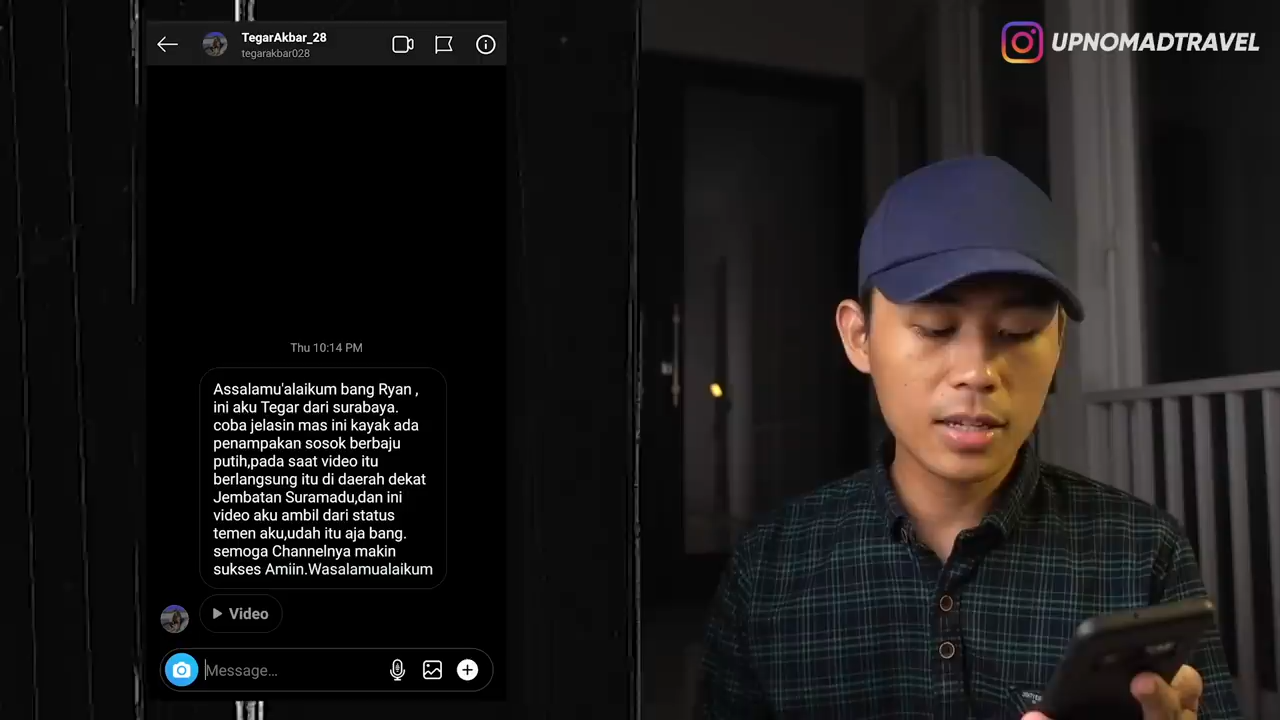 TegarAkbar_28
tegarakbar028
UPNOMADTRAVEL
Thu 10:14 PM
Assalamu'alaikum bang Ryan ,
ini aku Tegar dari surabaya.
coba jelasin mas ini kayak ada
penampakan sosok berbaju
putih,pada saat video itu
berlangsung itu di daerah dekat
Jembatan Suramadu,dan ini
video aku ambil dari status
temen aku,udah itu aja bang.
semoga Channelnya makin
sukses Amiin.Wasalamualaikum
Video
Message...